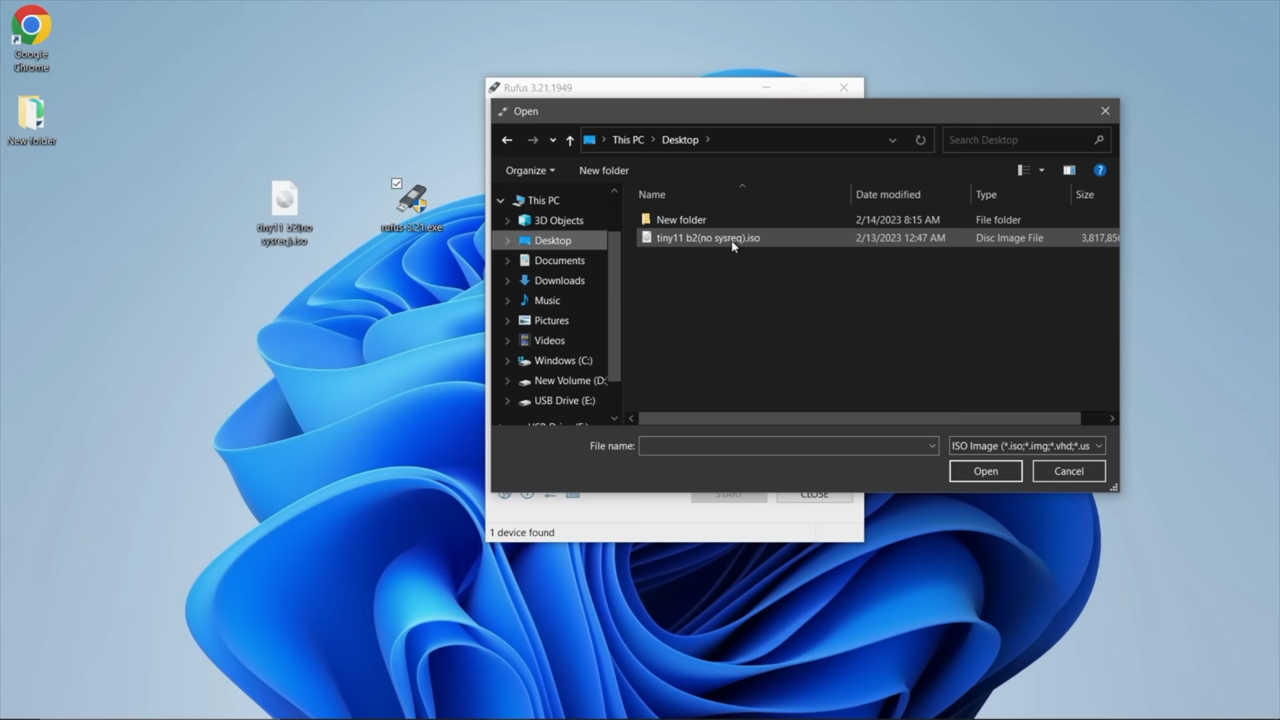 Google
Chrome
New folder
tiny11 b2(no
sysreq).iso
rufus-3.21.exe
Rufus 3.21.1949
Open
This PC
Desktop
Search Desktop
Organize
New folder
?
Name
Date modified
Type
Size
This PC
3D Objects
Desktop
Documents
Downloads
Music
Pictures
Videos
Windows (C:)
New Volume (D:
USB Drive (E:)
New folder 2/14/2023 8:15 AM File folder
tiny11 b2(no sysreq).iso 2/13/2023 12:47 AM Disc Image File 3,817,856
File name:
ISO Image (*.iso;*.img;*.vhd;*.us
Open
Cancel
START
CLOSE
1 device found